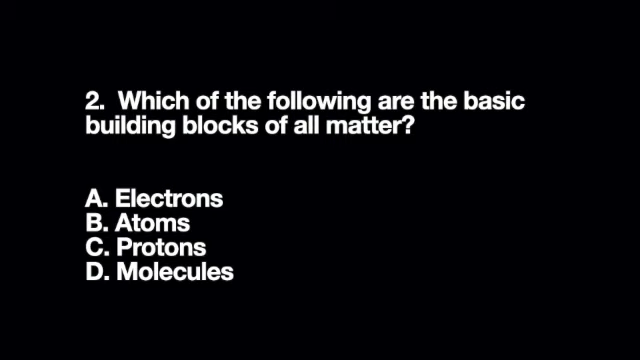 2.  Which of the following are the basic
building blocks of all matter?
A. Electrons
B. Atoms
C. Protons
D. Molecules